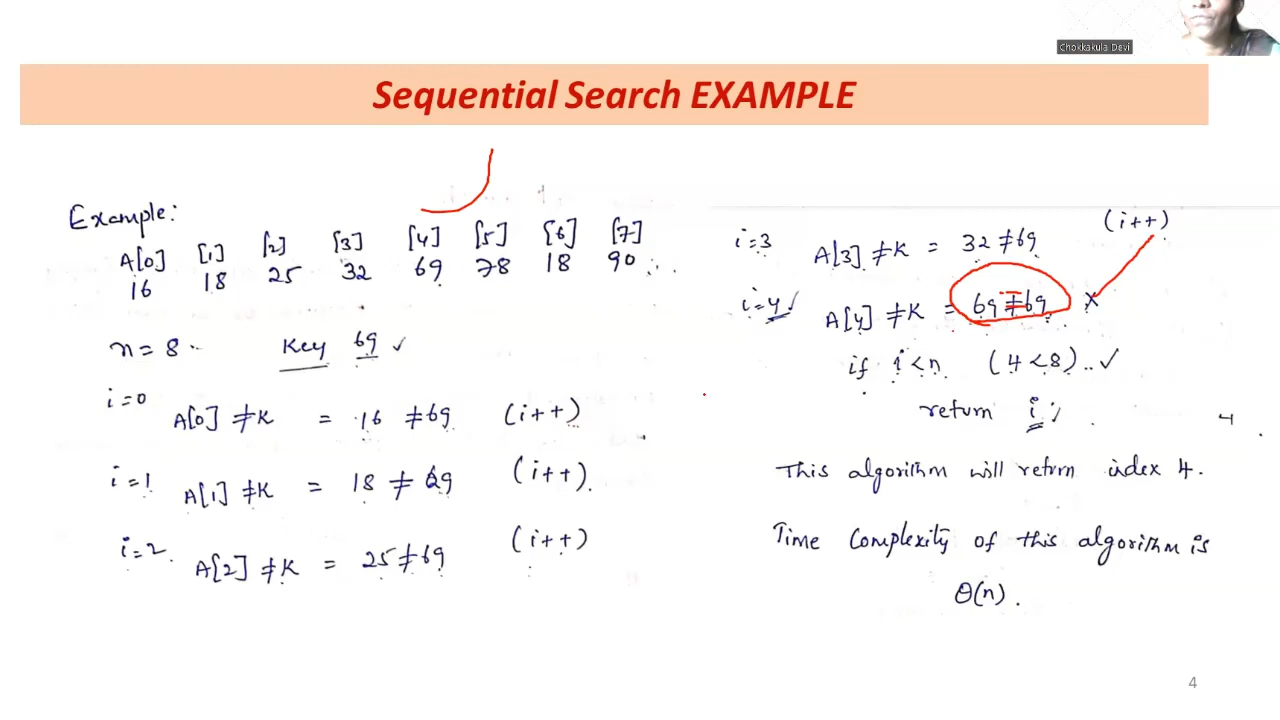 Chokkakula Devi
Sequential Search EXAMPLE
Example:
A[0] [1] [2] [3] [4] [5] [6] [7]
16 18 25 32 69 78 18 90
n = 8 Key 69 ✓
i=0
A[0] ≠ K = 16 ≠ 69 (i++)
i=1 A[1] ≠ K = 18 ≠ 69 (i++)
i=2 A[2] ≠ K = 25 ≠ 69 (i++)
(i++)
i=3 A[3] ≠ K = 32 ≠ 69
i=4 ✓ A[4] ≠ K = 69 ≠ 69 ×
if i < n (4 < 8) .. ✓
return i
4
This algorithm will return index 4.
Time Complexity of this algorithm is
Θ(n).
4